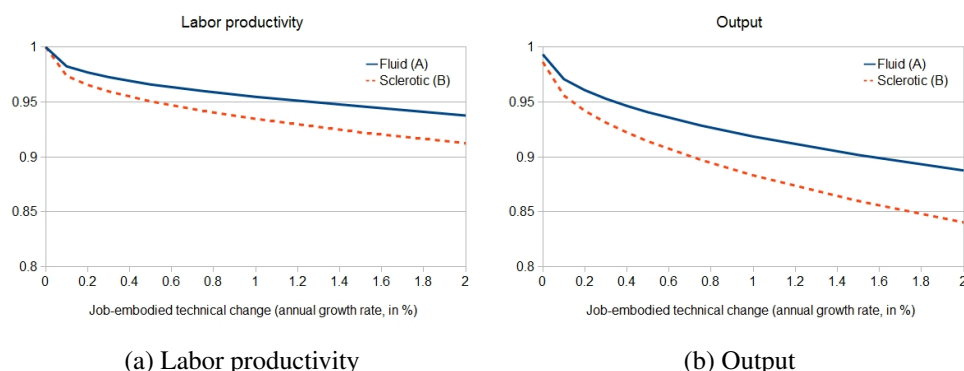 Labor productivity
1
0.95
0.9
0.85
0.8
0 0.2 0.4 0.6 0.8 1 1.2 1.4 1.6 1.8 2
Fluid (A)
Sclerotic (B)
Job-embodied technical change (annual growth rate, in %)
(a) Labor productivity
Output
1
0.95
0.9
0.85
0.8
0 0.2 0.4 0.6 0.8 1 1.2 1.4 1.6 1.8 2
Fluid (A)
Sclerotic (B)
Job-embodied technical change (annual growth rate, in %)
(b) Output